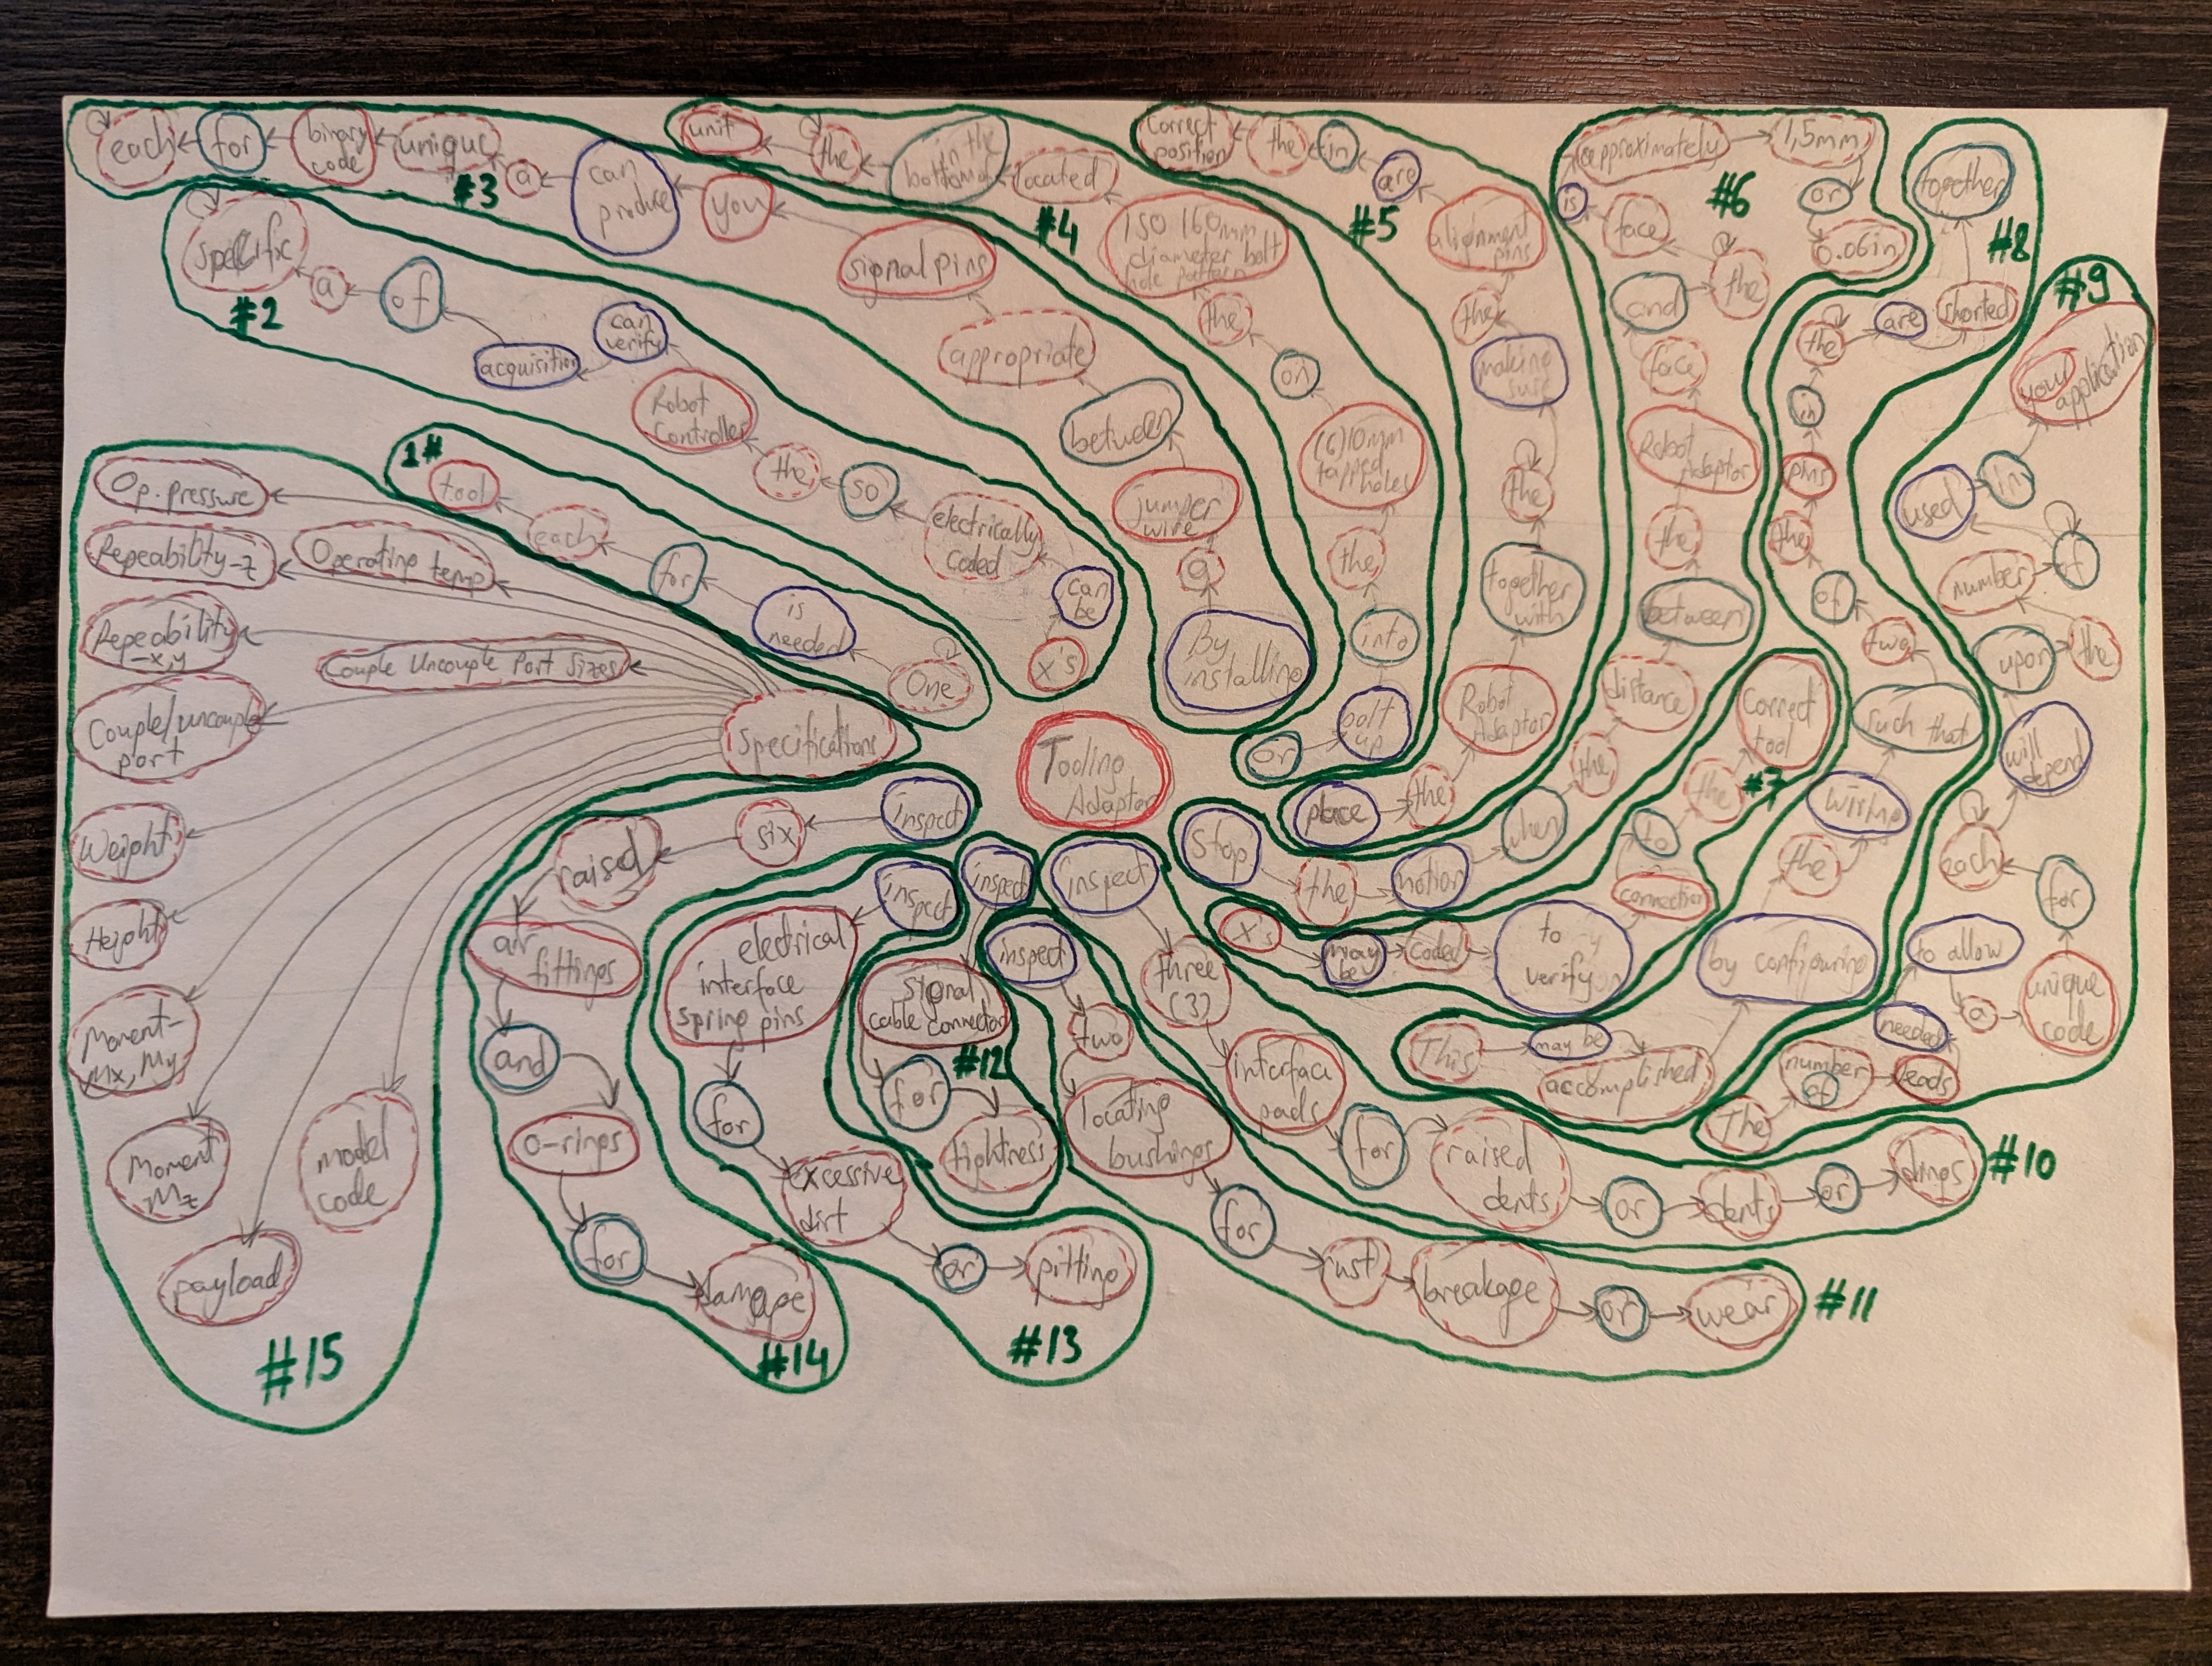 Tooling
Adaptor
1#
One
is
needed
for
each
tool
#2
x's
can
be
electrically
coded
so
the
Robot
Controller
can
verify
acquisition
of
a
specific
#3
By
installing
a
jumper
wire
between
appropriate
signal pins
you
can
produce
a
unique
binary
code
for
each
#4
or
bolt
up
into
the
(6)10mm
tapped
holes
on
the
ISO 160mm
diameter bolt
hole pattern
located
in the
bottom of
the
unit
#5
place
the
Robot
Adaptor
together
with
the
making
sure
the
alignment
pins
are
in
the
correct
position
#6
Stop
the
motion
when
the
distance
between
the
Robot
Adaptor
face
and
the
face
is
approximately
1,5mm
or
0.06in
#7
x's
may
be
coded
to
verify
connection
to
the
Correct
tool
#8
This
may be
accomplished
by configuring
the
wiring
such that
two
of
the
pins
in
the
are
shorted
together
#9
The
number
of
leads
needed
to allow
a
unique
code
for
each
will
depend
upon
the
number
of
used
in
your
application
#10
inspect
three
(3)
interface
pads
for
raised
dents
or
dents
or
dings
#11
inspect
two
locating
bushings
for
rust
breakage
or
wear
#12
inspect
signal
cable connector
for
tightness
#13
inspect
electrical
interface
spring pins
for
excessive
dirt
or
pitting
#14
inspect
six
raised
air
fittings
and
O-rings
for
damage
#15
Specifications
Op. pressure
Repeability-z
Operating temp
Repeability
-x,y
Couple Uncouple Port Sizes
Couple/uncouple
port
Weight
Height
Moment-
Mx, My
Moment
Mz
model
code
payload